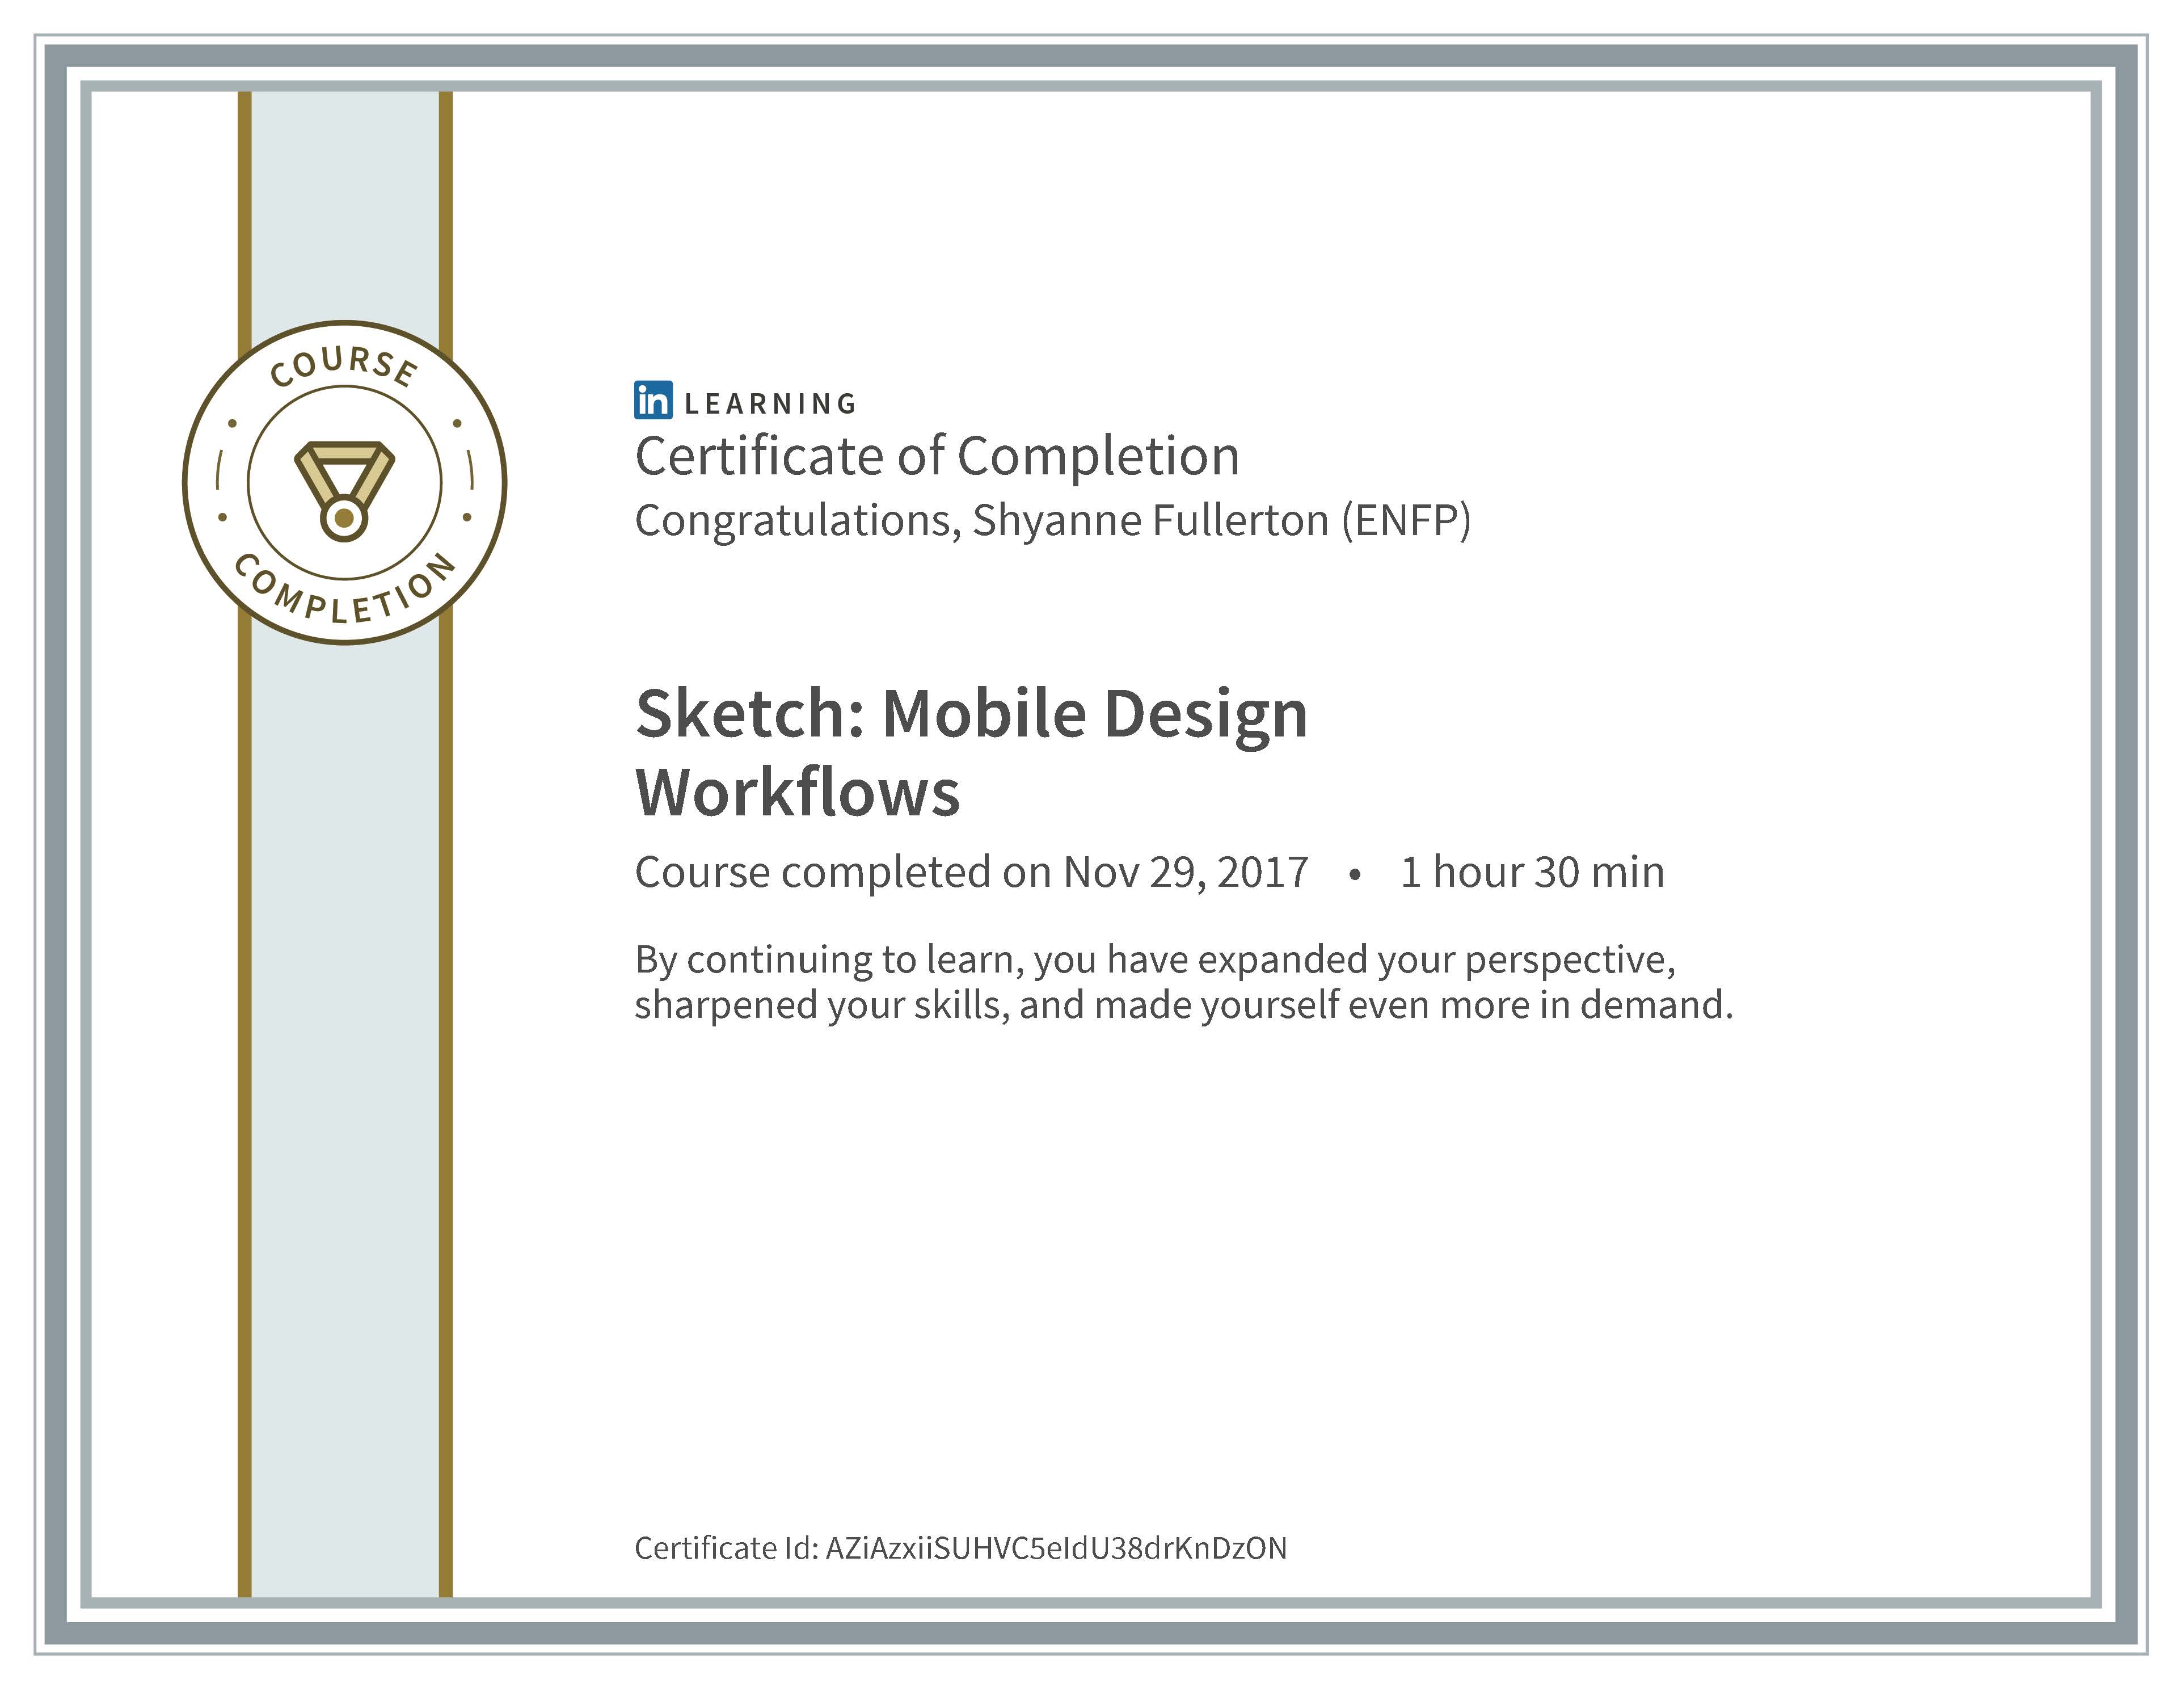 COURSE
COMPLETION
in LEARNING
Certificate of Completion
Congratulations, Shyanne Fullerton (ENFP)
Sketch: Mobile Design
Workflows
Course completed on Nov 29, 2017 • 1 hour 30 min
By continuing to learn, you have expanded your perspective,
sharpened your skills, and made yourself even more in demand.
Certificate Id: AZiAzxiiSUHVC5eIdU38drKnDzON